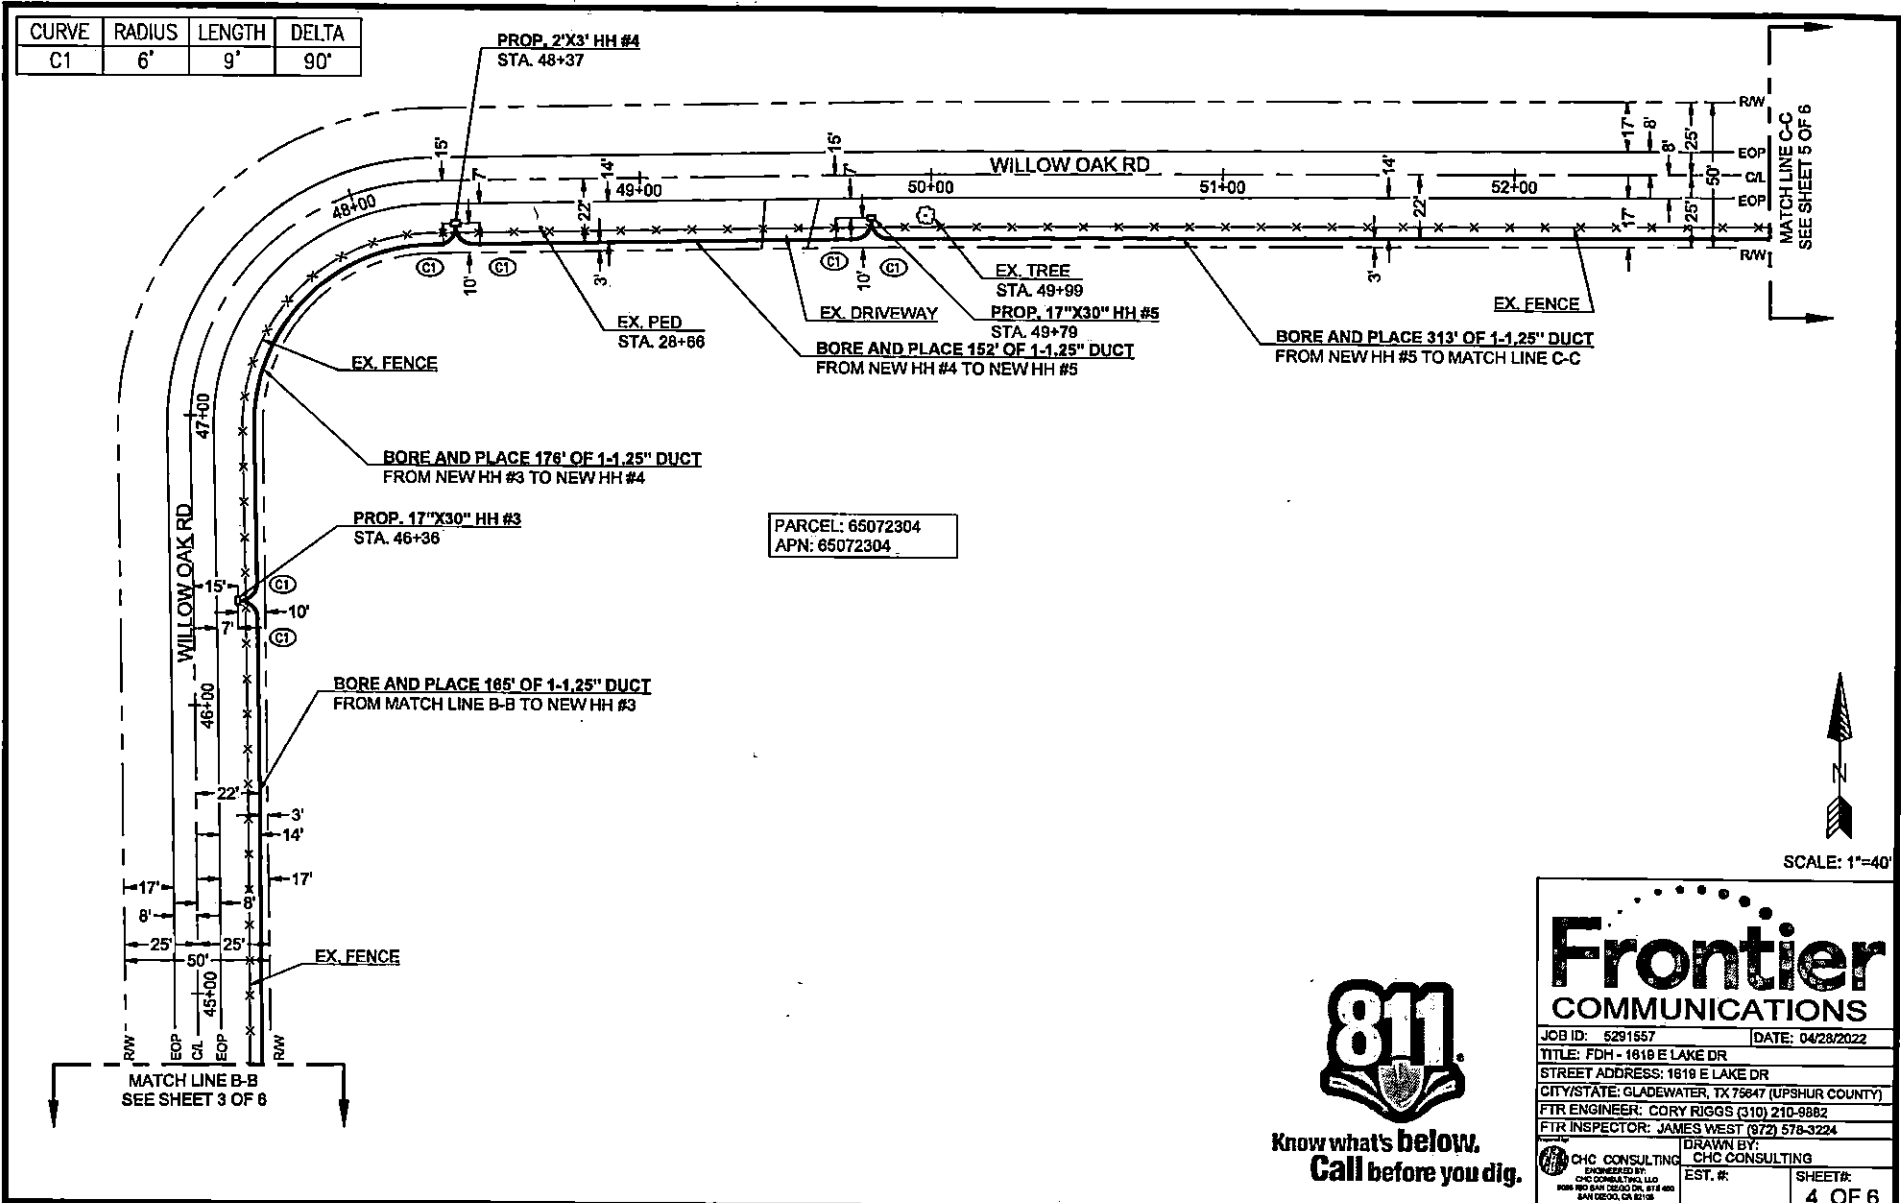 CURVE RADIUS LENGTH DELTA
C1 6' 9' 90°
PROP. 2'X3' HH #4
STA. 48+37
R/W
17'
8'
25'
8'
EOP
50'
C/L
EOP
17'
25'
R/W
MATCH LINE C-C
SEE SHEET 5 OF 6
WILLOW OAK RD
48+00
49+00
50+00
51+00
52+00
15'
7'
14'
22'
15'
7'
14'
22'
C1
10'
C1
3'
C1
10'
C1
3'
EX. TREE
STA. 49+99
PROP. 17"X30" HH #5
STA. 49+79
EX. FENCE
EX. DRIVEWAY
EX. PED
STA. 28+66
BORE AND PLACE 152' OF 1-1.25" DUCT
FROM NEW HH #4 TO NEW HH #5
BORE AND PLACE 313' OF 1-1.25" DUCT
FROM NEW HH #5 TO MATCH LINE C-C
EX. FENCE
47+00
BORE AND PLACE 176' OF 1-1.25" DUCT
FROM NEW HH #3 TO NEW HH #4
PROP. 17"X30" HH #3
STA. 46+36
PARCEL: 65072304
APN: 65072304
WILLOW OAK RD
15'
C1
10'
7'
C1
BORE AND PLACE 165' OF 1-1.25" DUCT
FROM MATCH LINE B-B TO NEW HH #3
46+00
22'
3'
14'
17'
17'
8'
8'
25'
25'
50'
EX. FENCE
45+00
R/W
EOP
C/L
EOP
R/W
MATCH LINE B-B
SEE SHEET 3 OF 6
N
SCALE: 1"=40'
811
Know what's below.
Call before you dig.
Frontier
COMMUNICATIONS
JOB ID: 5291557 DATE: 04/28/2022
TITLE: FDH - 1619 E LAKE DR
STREET ADDRESS: 1619 E LAKE DR
CITY/STATE: GLADEWATER, TX 75647 (UPSHUR COUNTY)
FTR ENGINEER: CORY RIGGS (310) 210-9882
FTR INSPECTOR: JAMES WEST (972) 578-3224
CHC CONSULTING
ENGINEERED BY:
CHC CONSULTING, LLC
DRAWN BY:
CHC CONSULTING
EST. #:
SHEET#:
4 OF 6